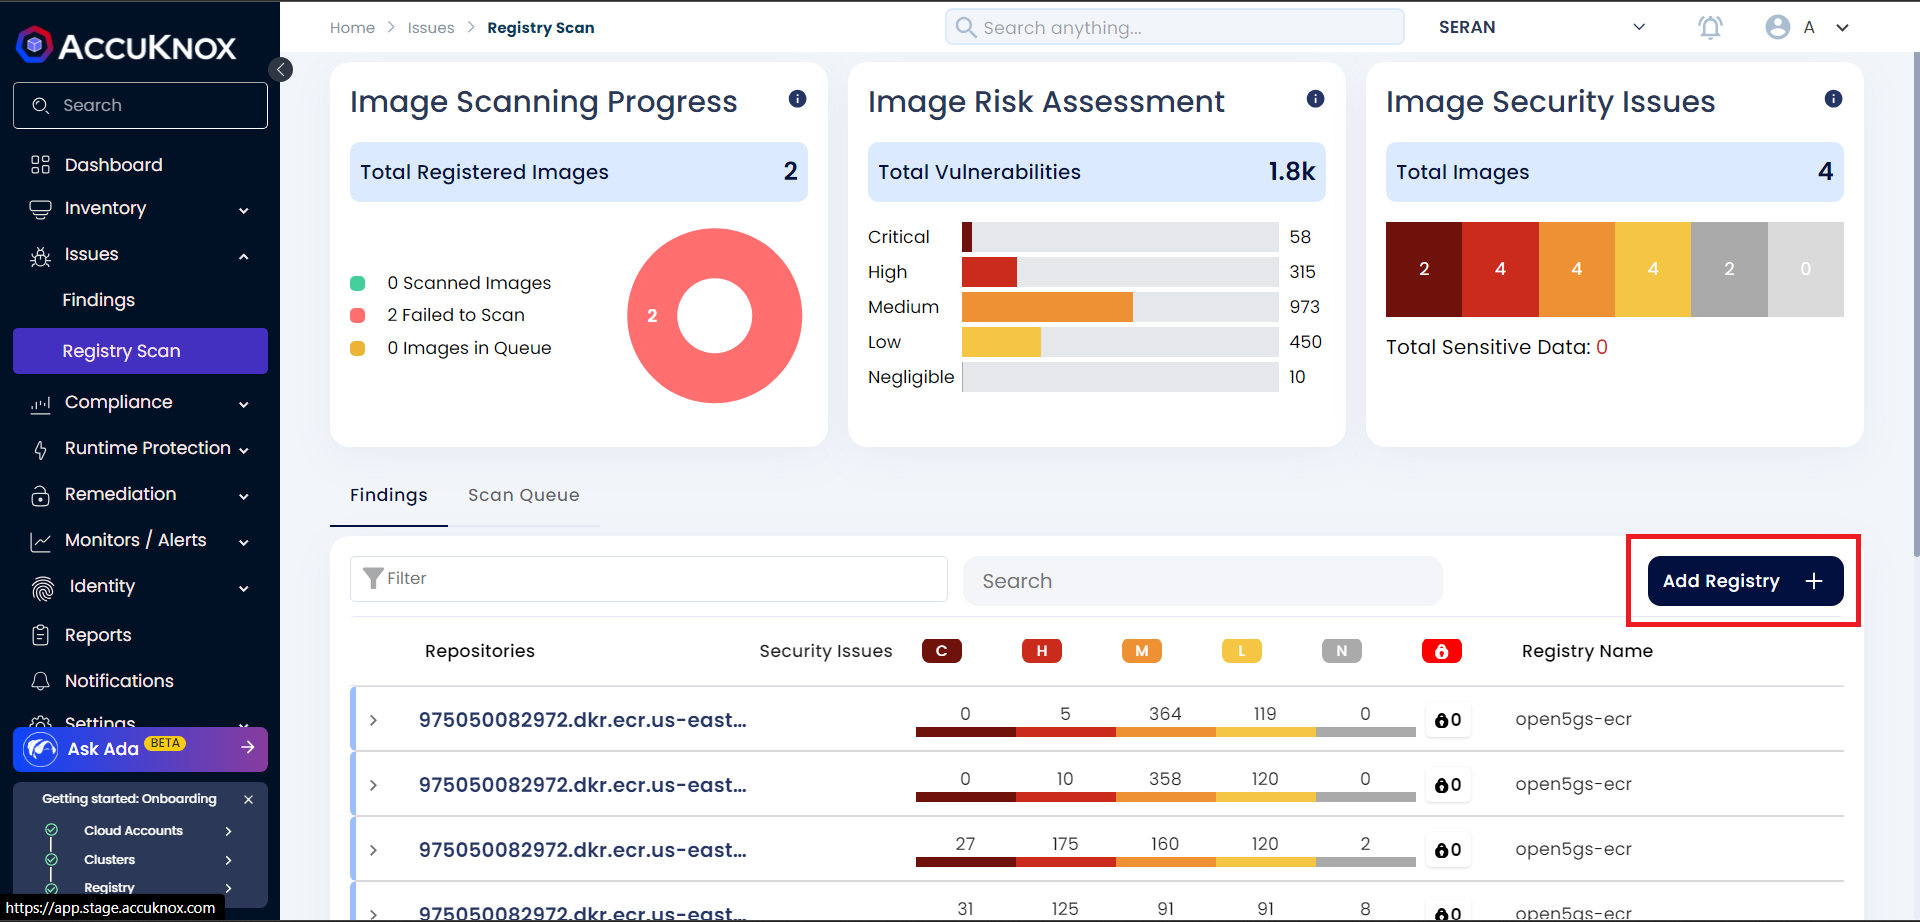 ACCUKNOX
Search
Dashboard
Inventory
Issues
Findings
Registry Scan
Compliance
Runtime Protection
Remediation
Monitors / Alerts
Identity
Reports
Notifications
Settings
Ask Ada BETA
Getting started: Onboarding
Cloud Accounts
Clusters
Registry
https://app.stage.accuknox.com
Home > Issues > Registry Scan
Search anything...
SERAN
A
Image Scanning Progress
Total Registered Images 2
0 Scanned Images
2 Failed to Scan
0 Images in Queue
2
Image Risk Assessment
Total Vulnerabilities 1.8k
Critical 58
High 315
Medium 973
Low 450
Negligible 10
Image Security Issues
Total Images 4
2 4 4 4 2 0
Total Sensitive Data: 0
Findings Scan Queue
Filter
Search
Add Registry +
Repositories Security Issues C H M L N Registry Name
975050082972.dkr.ecr.us-east... 0 5 364 119 0 0 open5gs-ecr
975050082972.dkr.ecr.us-east... 0 10 358 120 0 0 open5gs-ecr
975050082972.dkr.ecr.us-east... 27 175 160 120 2 0 open5gs-ecr
975050082972.dkr.ecr.us-east... 31 125 91 91 8 0 open5gs-ecr